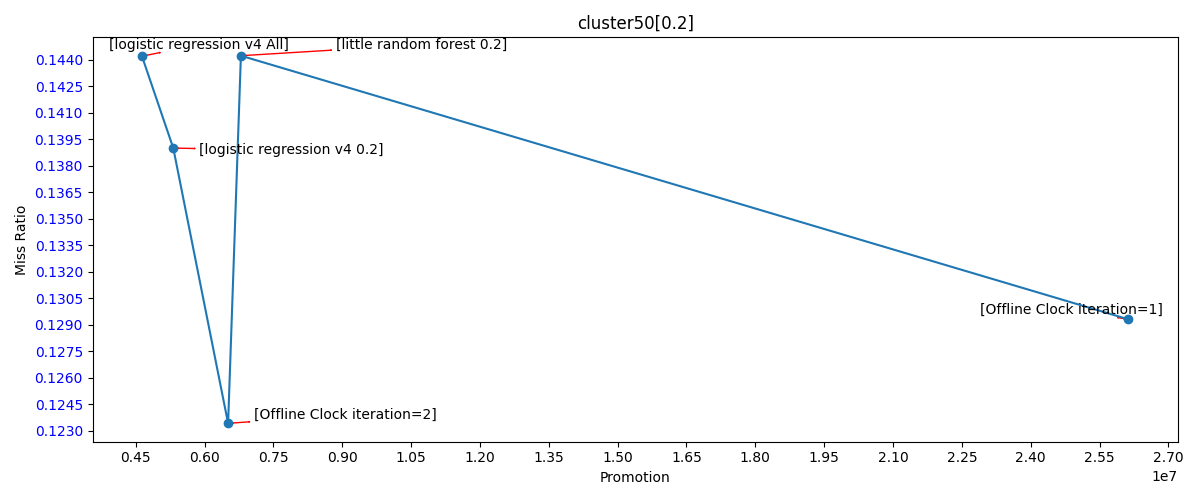 cluster50[0.2]
[logistic regression v4 All]
[little random forest 0.2]
[logistic regression v4 0.2]
[Offline Clock iteration=1]
[Offline Clock iteration=2]
Miss Ratio
0.1440
0.1425
0.1410
0.1395
0.1380
0.1365
0.1350
0.1335
0.1320
0.1305
0.1290
0.1275
0.1260
0.1245
0.1230
0.45 0.60 0.75 0.90 1.05 1.20 1.35 1.50 1.65 1.80 1.95 2.10 2.25 2.40 2.55 2.70
1e7
Promotion